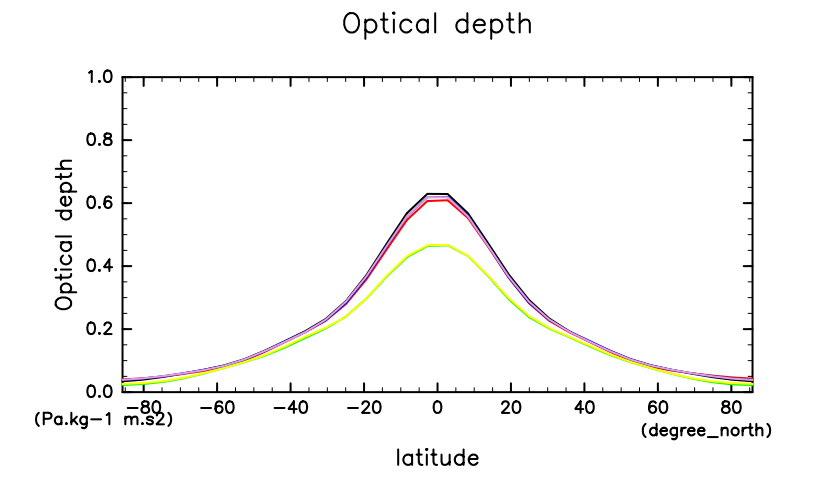 Optical depth
1.0
0.8
0.6
0.4
0.2
0.0
Optical depth
−80 −60 −40 −20 0 20 40 60 80
(Pa.kg−1 m.s2)
(degree_north)
latitude